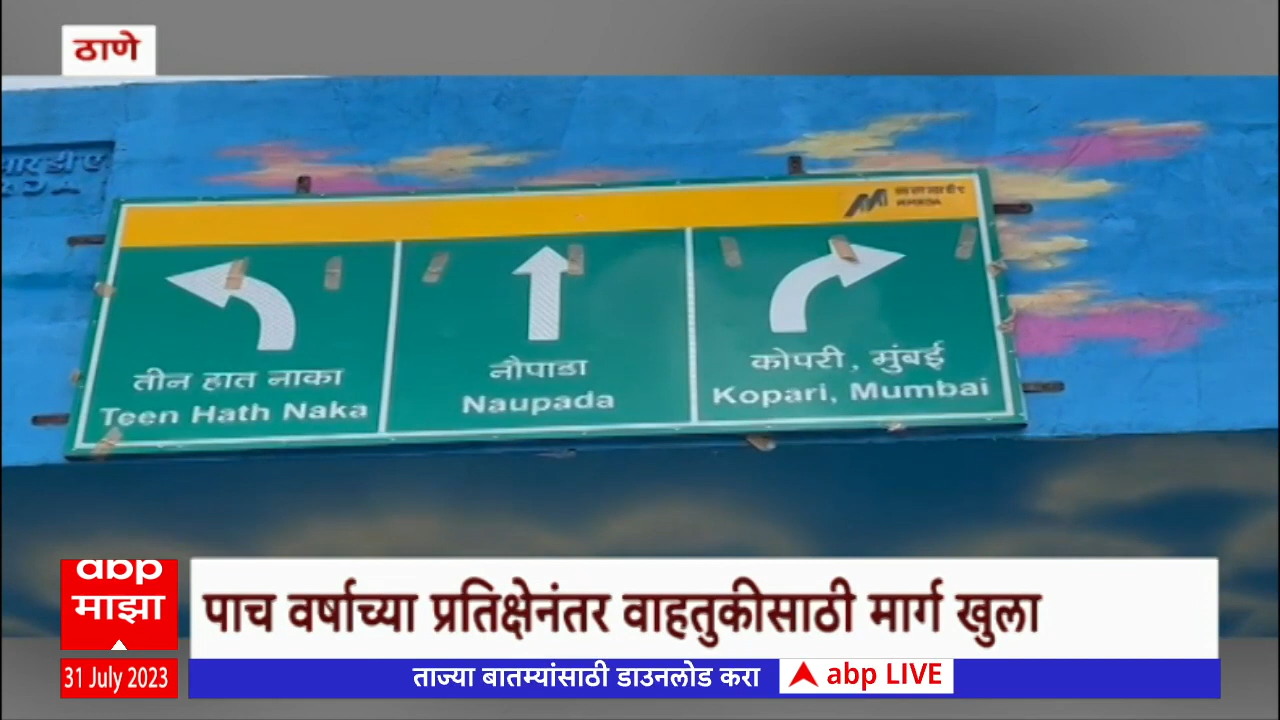 ठाणे
तीन हात नाका
Teen Hath Naka
नौपाडा
Naupada
कोपरी, मुंबई
Kopari, Mumbai
abp
माझा
पाच वर्षाच्या प्रतिक्षेनंतर वाहतुकीसाठी मार्ग खुला
31 July 2023
ताज्या बातम्यांसाठी डाउनलोड करा
abp LIVE